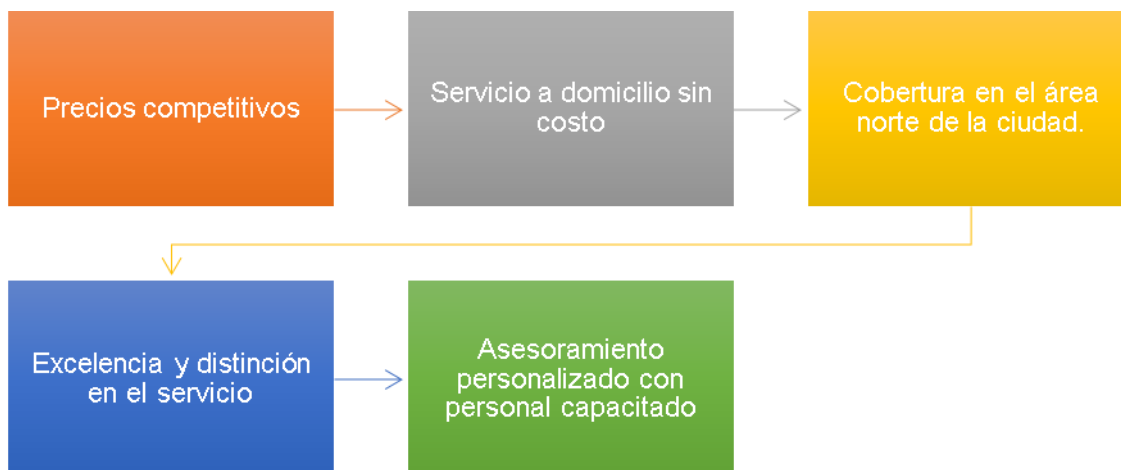 Precios competitivos
Servicio a domicilio sin
costo
Cobertura en el área
norte de la ciudad.
Excelencia y distinción
en el servicio
Asesoramiento
personalizado con
personal capacitado